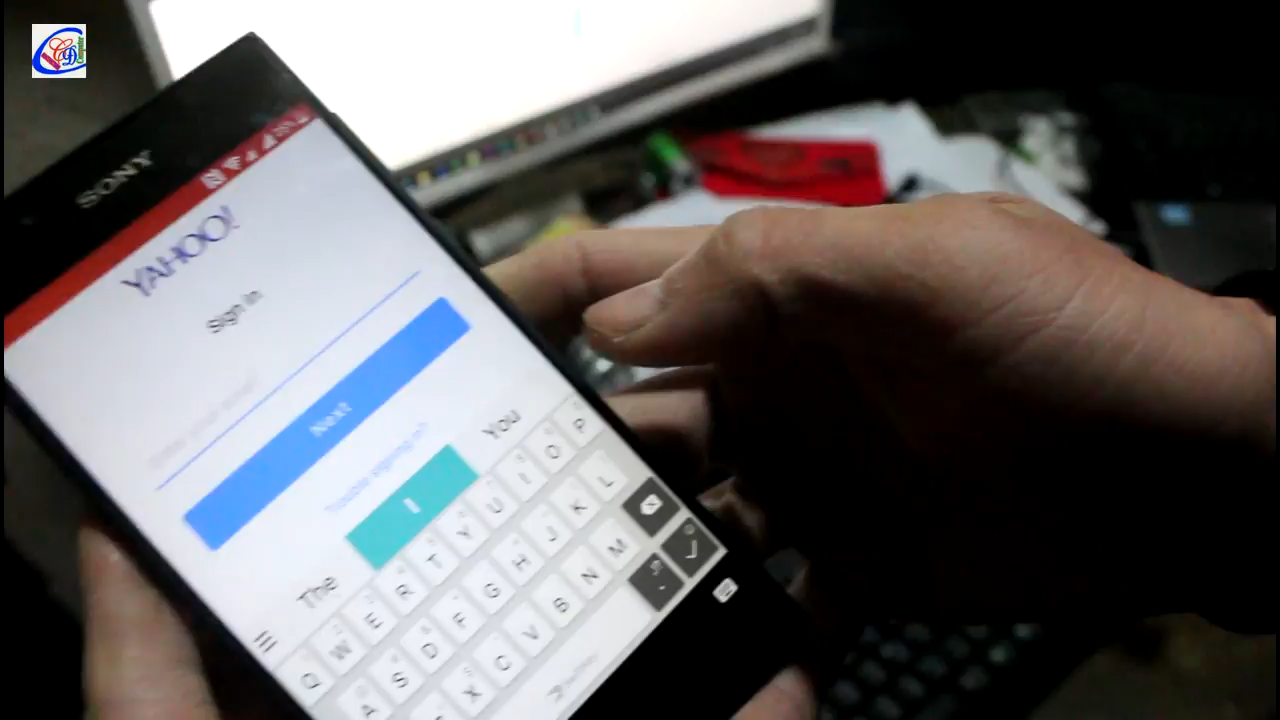 SONY
YAHOO!
Sign in
Next
Trouble signing in?
The
I
You
Q W E R T Y U I O P
A S D F G H J K L
X C V B N M